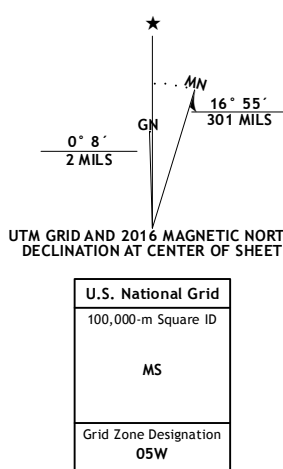 ★
MN
GN
16° 55´
301 MILS
0° 8´
2 MILS
UTM GRID AND 2016 MAGNETIC NORT
DECLINATION AT CENTER OF SHEET
U.S. National Grid
100,000-m Square ID
MS
Grid Zone Designation
05W